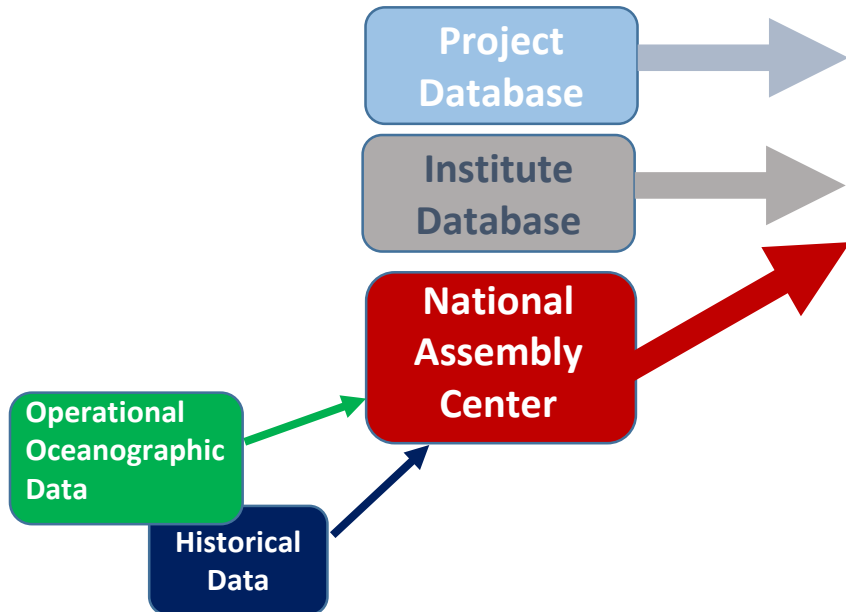 Project
Database
Institute
Database
National
Assembly
Center
Operational
Oceanographic
Data
Historical
Data